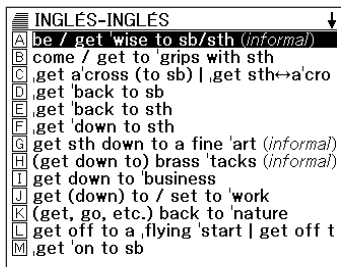 INGLÉS-INGLÉS
A be / get 'wise to sb/sth (informal)
B come / get to 'grips with sth
C ˌget a'cross (to sb) | ˌget sth↔a'cro
D ˌget 'back to sb
E ˌget 'back to sth
F ˌget 'down to sth
G get sth down to a fine 'art (informal)
H (get down to) brass 'tacks (informal)
I get down to 'business
J get (down) to / set to 'work
K (get, go, etc.) back to 'nature
L get off to a ˌflying 'start | get off t
M ˌget 'on to sb